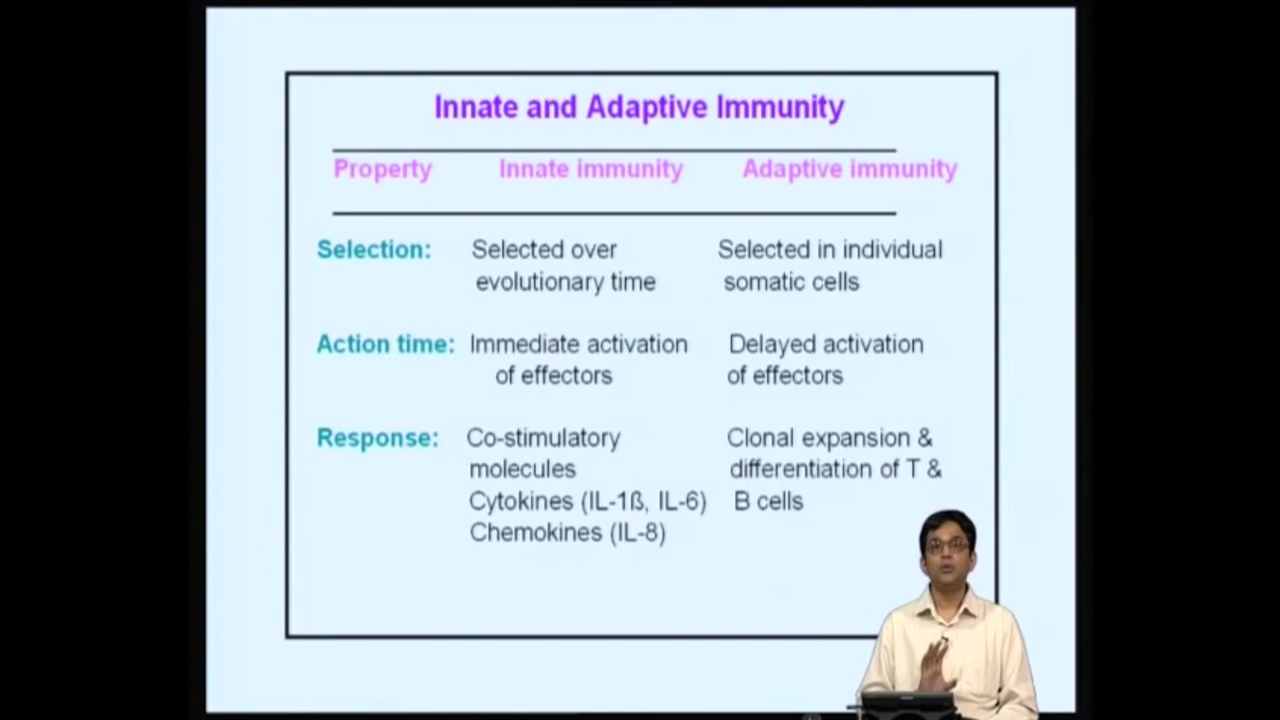 Innate and Adaptive Immunity
Property Innate immunity Adaptive immunity
Selection: Selected over Selected in individual
evolutionary time somatic cells
Action time: Immediate activation Delayed activation
of effectors of effectors
Response: Co-stimulatory Clonal expansion &
molecules differentiation of T &
Cytokines (IL-1ß, IL-6) B cells
Chemokines (IL-8)